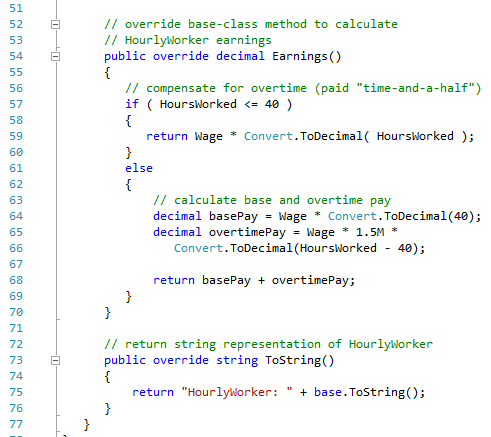 51
52 // override base-class method to calculate
53 // HourlyWorker earnings
54 public override decimal Earnings()
55 {
56 // compensate for overtime (paid "time-and-a-half")
57 if ( HoursWorked <= 40 )
58 {
59 return Wage * Convert.ToDecimal( HoursWorked );
60 }
61 else
62 {
63 // calculate base and overtime pay
64 decimal basePay = Wage * Convert.ToDecimal(40);
65 decimal overtimePay = Wage * 1.5M *
66 Convert.ToDecimal(HoursWorked - 40);
67
68 return basePay + overtimePay;
69 }
70 }
71
72 // return string representation of HourlyWorker
73 public override string ToString()
74 {
75 return "HourlyWorker: " + base.ToString();
76 }
77 }